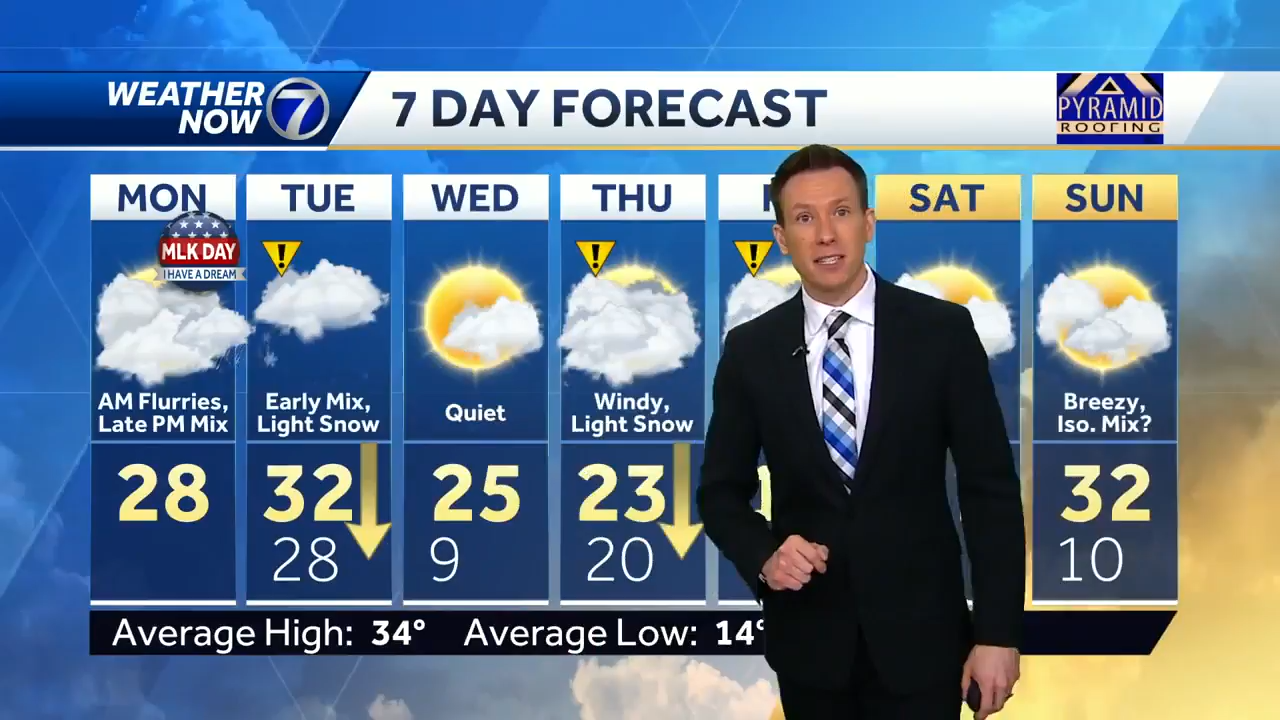 WEATHER
NOW 7
7 DAY FORECAST
PYRAMID
ROOFING
MON
TUE
WED
THU
SAT
SUN
MLK DAY
I HAVE A DREAM
!
!
!
AM Flurries,
Late PM Mix
Early Mix,
Light Snow
Quiet
Windy,
Light Snow
Breezy,
Iso. Mix?
28
32
25
23
32
28
9
20
10
Average High: 34° Average Low: 14°